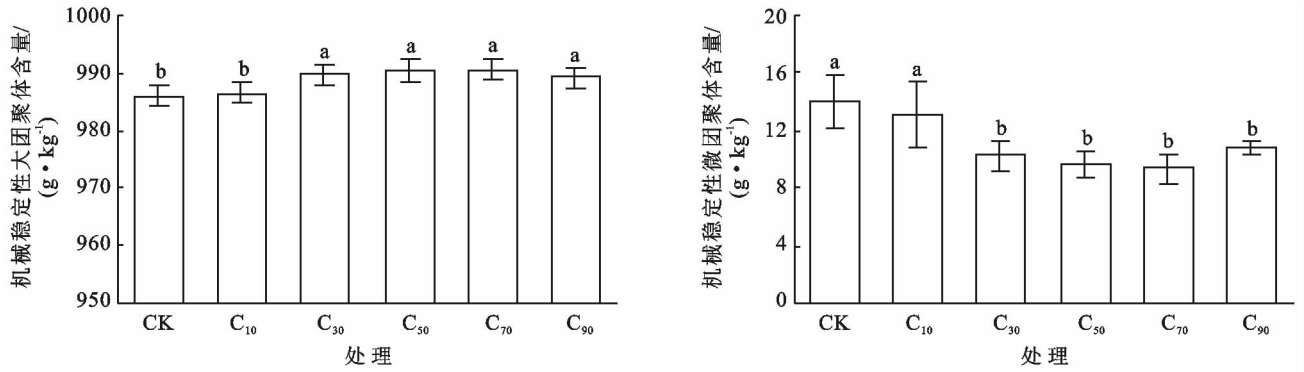 机械稳定性大团聚体含量/
(g·kg⁻¹)
1000
990
980
970
960
950
b
b
a
a
a
a
CK
C₁₀
C₃₀
C₅₀
C₇₀
C₉₀
处理
机械稳定性微团聚体含量/
(g·kg⁻¹)
20
16
12
8
4
0
a
a
b
b
b
b
CK
C₁₀
C₃₀
C₅₀
C₇₀
C₉₀
处理